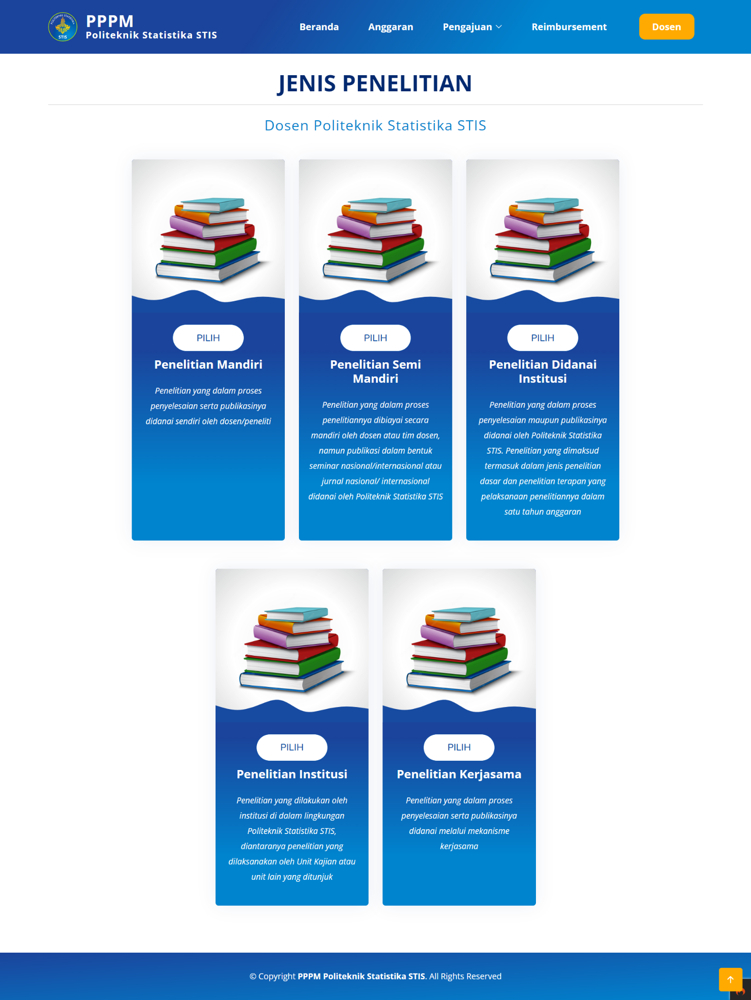 POLITEKNIK STATISTIKA
STIS
PPPM
Politeknik Statistika STIS
Beranda
Anggaran
Pengajuan
Reimbursement
Dosen
JENIS PENELITIAN
Dosen Politeknik Statistika STIS
PILIH
Penelitian Mandiri
Penelitian yang dalam proses
penyelesaian serta publikasinya
didanai sendiri oleh dosen/peneliti
PILIH
Penelitian Semi
Mandiri
Penelitian yang dalam proses
penelitiannya dibiayai secara
mandiri oleh dosen atau tim dosen,
namun publikasi dalam bentuk
seminar nasional/internasional atau
jurnal nasional/ internasional
didanai oleh Politeknik Statistika STIS
PILIH
Penelitian Didanai
Institusi
Penelitian yang dalam proses
penyelesaian maupun publikasinya
didanai oleh Politeknik Statistika
STIS. Penelitian yang dimaksud
termasuk dalam jenis penelitian
dasar dan penelitian terapan yang
pelaksanaan penelitiannya dalam
satu tahun anggaran
PILIH
Penelitian Institusi
Penelitian yang dilakukan oleh
institusi di dalam lingkungan
Politeknik Statistika STIS,
diantaranya penelitian yang
dilaksanakan oleh Unit Kajian atau
unit lain yang ditunjuk
PILIH
Penelitian Kerjasama
Penelitian yang dalam proses
penyelesaian serta publikasinya
didanai melalui mekanisme
kerjasama
© Copyright PPPM Politeknik Statistika STIS. All Rights Reserved